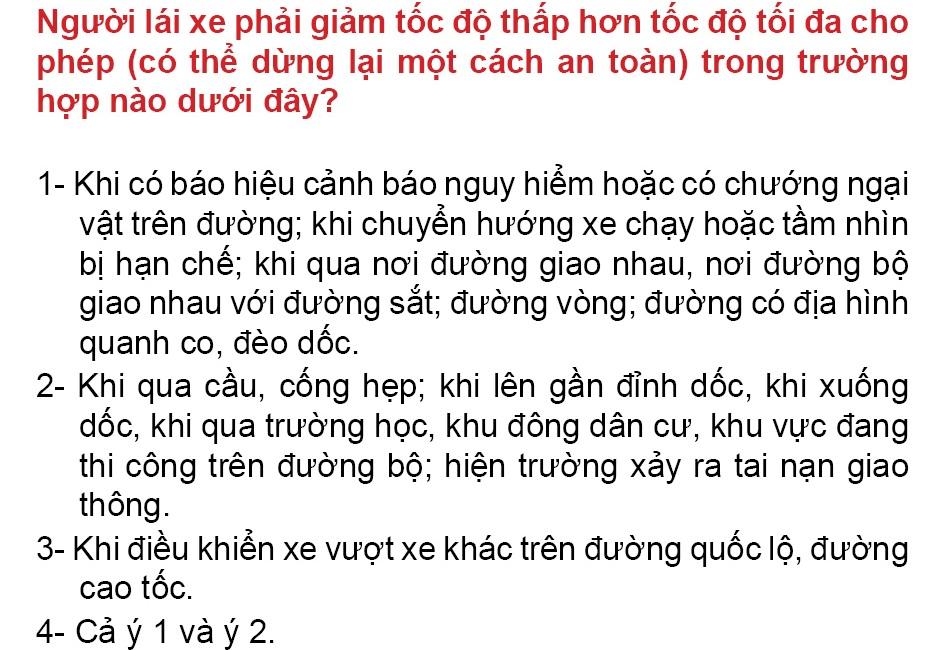 Người lái xe phải giảm tốc độ thấp hơn tốc độ tối đa cho
phép (có thể dừng lại một cách an toàn) trong trường
hợp nào dưới đây?
1- Khi có báo hiệu cảnh báo nguy hiểm hoặc có chướng ngại
vật trên đường; khi chuyển hướng xe chạy hoặc tầm nhìn
bị hạn chế; khi qua nơi đường giao nhau, nơi đường bộ
giao nhau với đường sắt; đường vòng; đường có địa hình
quanh co, đèo dốc.
2- Khi qua cầu, cống hẹp; khi lên gần đỉnh dốc, khi xuống
dốc, khi qua trường học, khu đông dân cư, khu vực đang
thi công trên đường bộ; hiện trường xảy ra tai nạn giao
thông.
3- Khi điều khiển xe vượt xe khác trên đường quốc lộ, đường
cao tốc.
4- Cả ý 1 và ý 2.